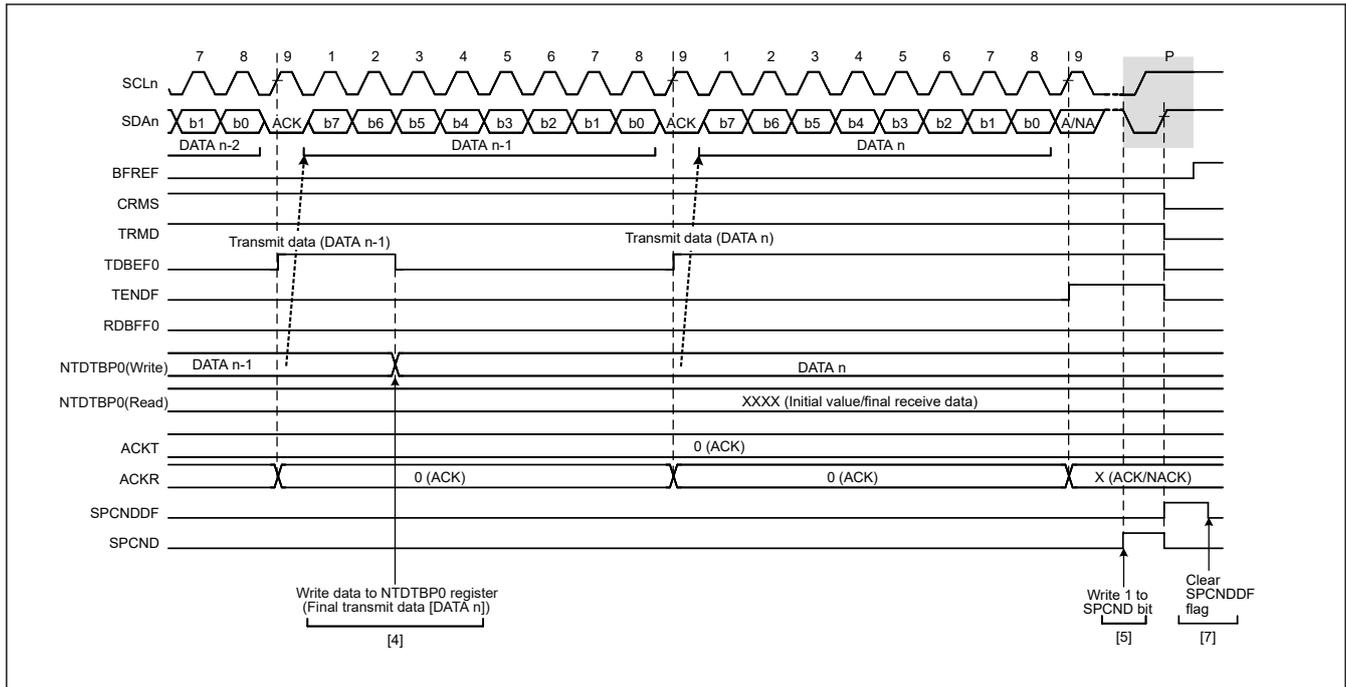 7 8 9 1 2 3 4 5 6 7 8 9 1 2 3 4 5 6 7 8 9 P
SCLn
SDAn b1 b0 ACK b7 b6 b5 b4 b3 b2 b1 b0 ACK b7 b6 b5 b4 b3 b2 b1 b0 A/NA
DATA n-2 DATA n-1 DATA n
BFREF
CRMS
TRMD
Transmit data (DATA n-1) Transmit data (DATA n)
TDBEF0
TENDF
RDBFF0
NTDTBP0(Write) DATA n-1 DATA n
NTDTBP0(Read) XXXX (Initial value/final receive data)
ACKT 0 (ACK)
ACKR 0 (ACK) 0 (ACK) X (ACK/NACK)
SPCNDDF
SPCND
Write data to NTDTBP0 register
(Final transmit data [DATA n])
[4]
Write 1 to
SPCND bit
[5]
Clear
SPCNDDF
flag
[7]